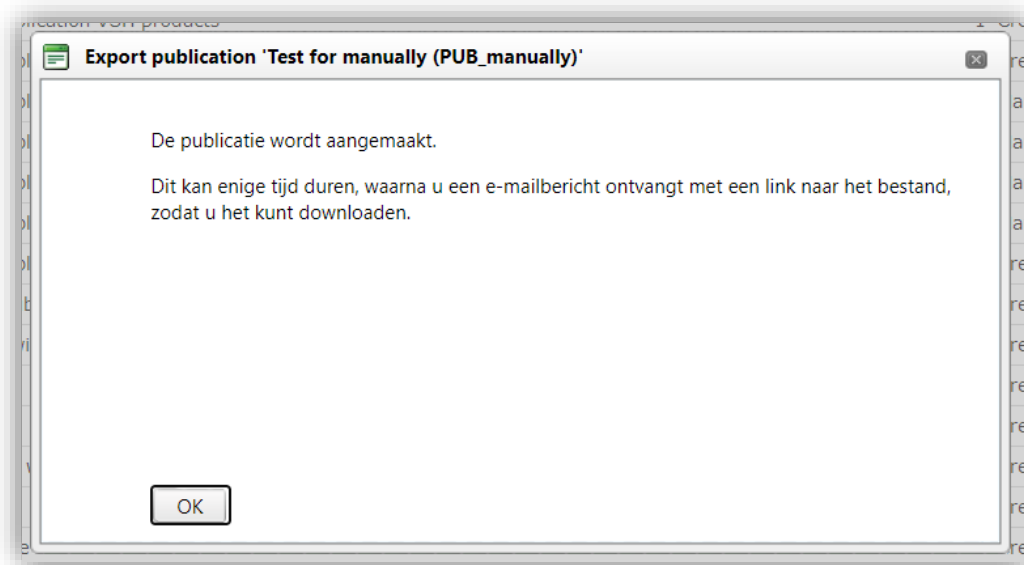 Export publication 'Test for manually (PUB_manually)'
De publicatie wordt aangemaakt.
Dit kan enige tijd duren, waarna u een e-mailbericht ontvangt met een link naar het bestand,
zodat u het kunt downloaden.
OK